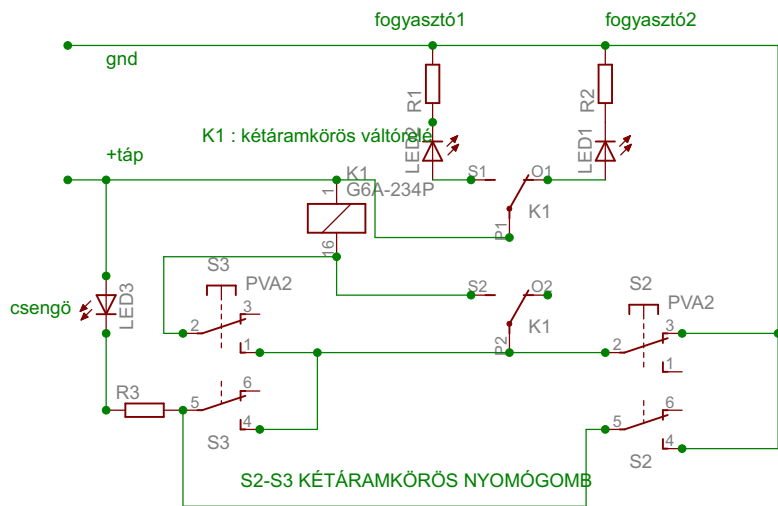 fogyasztó1
fogyasztó2
gnd
R1
R2
K1 : kétáramkörös váltórelé
LED2
LED1
+táp
K1
G6A-234P
1
16
S1
O1
P1
K1
S3
PVA2
S2
O2
P2
K1
S2
PVA2
csengö
LED3
2
3
1
2
3
1
R3
5
6
4
S3
5
6
4
S2
S2-S3 KÉTÁRAMKÖRÖS NYOMÓGOMB